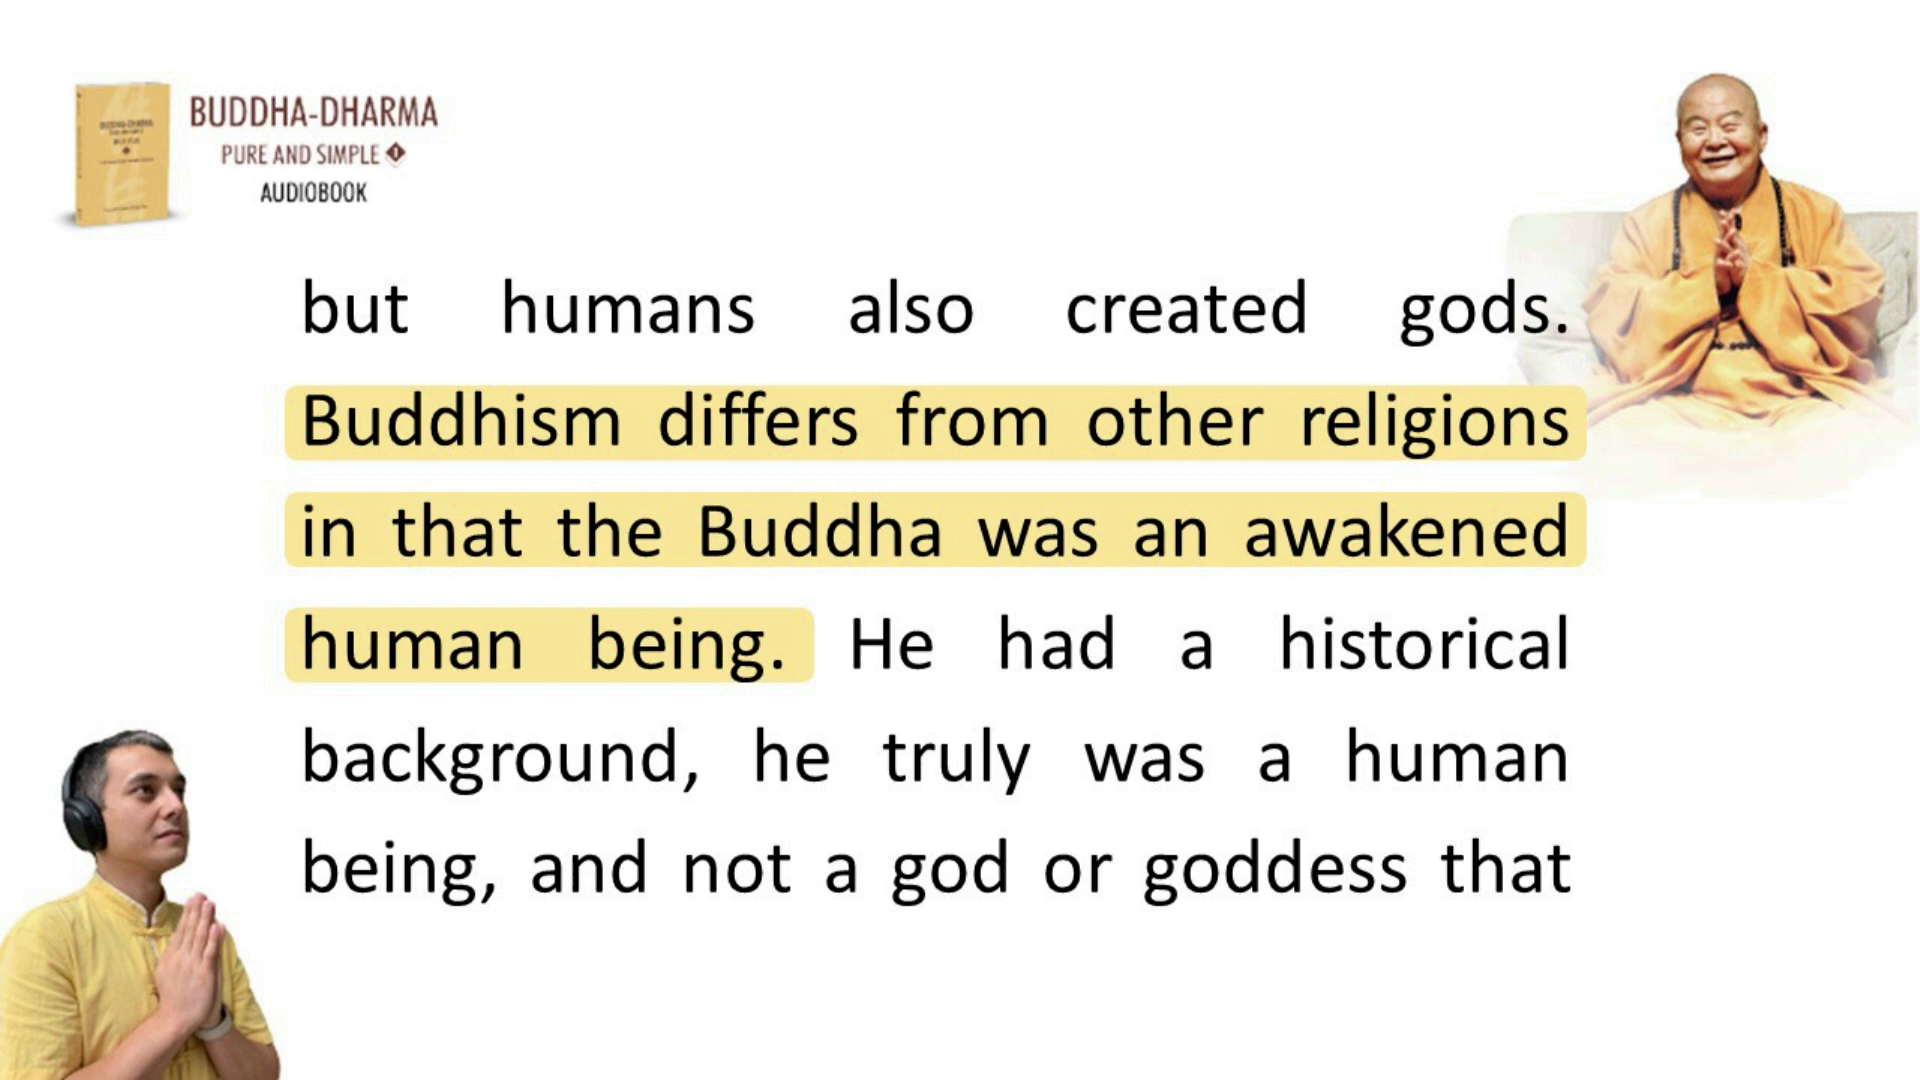 BUDDHA-DHARMA
PURE AND SIMPLE 1
AUDIOBOOK
but humans also created gods.
Buddhism differs from other religions
in that the Buddha was an awakened
human being. He had a historical
background, he truly was a human
being, and not a god or goddess that